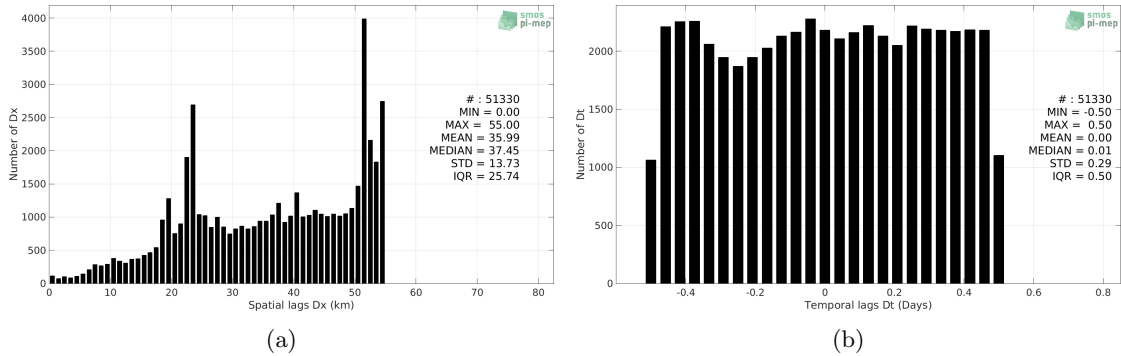 smos
pi-mep
4000
3500
3000
2500
2000
1500
1000
500
0
Number of Dx
# : 51330
MIN = 0.00
MAX = 55.00
MEAN = 35.99
MEDIAN = 37.45
STD = 13.73
IQR = 25.74
0 10 20 30 40 50 60 70 80
Spatial lags Dx (km)
(a)
smos
pi-mep
2000
1500
1000
500
0
Number of Dt
# : 51330
MIN = -0.50
MAX = 0.50
MEAN = 0.00
MEDIAN = 0.01
STD = 0.29
IQR = 0.50
-0.4 -0.2 0 0.2 0.4 0.6 0.8
Temporal lags Dt (Days)
(b)